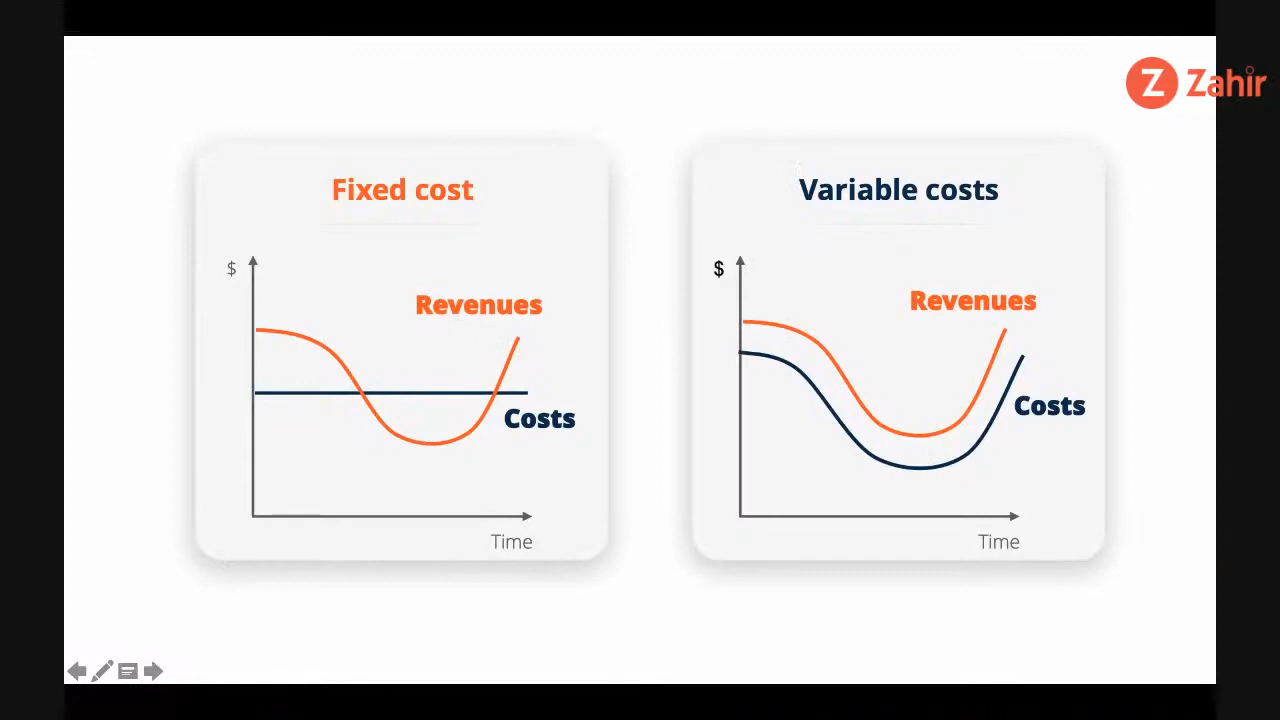 Z Zahir
Fixed cost
$
Revenues
Costs
Time
Variable costs
$
Revenues
Costs
Time